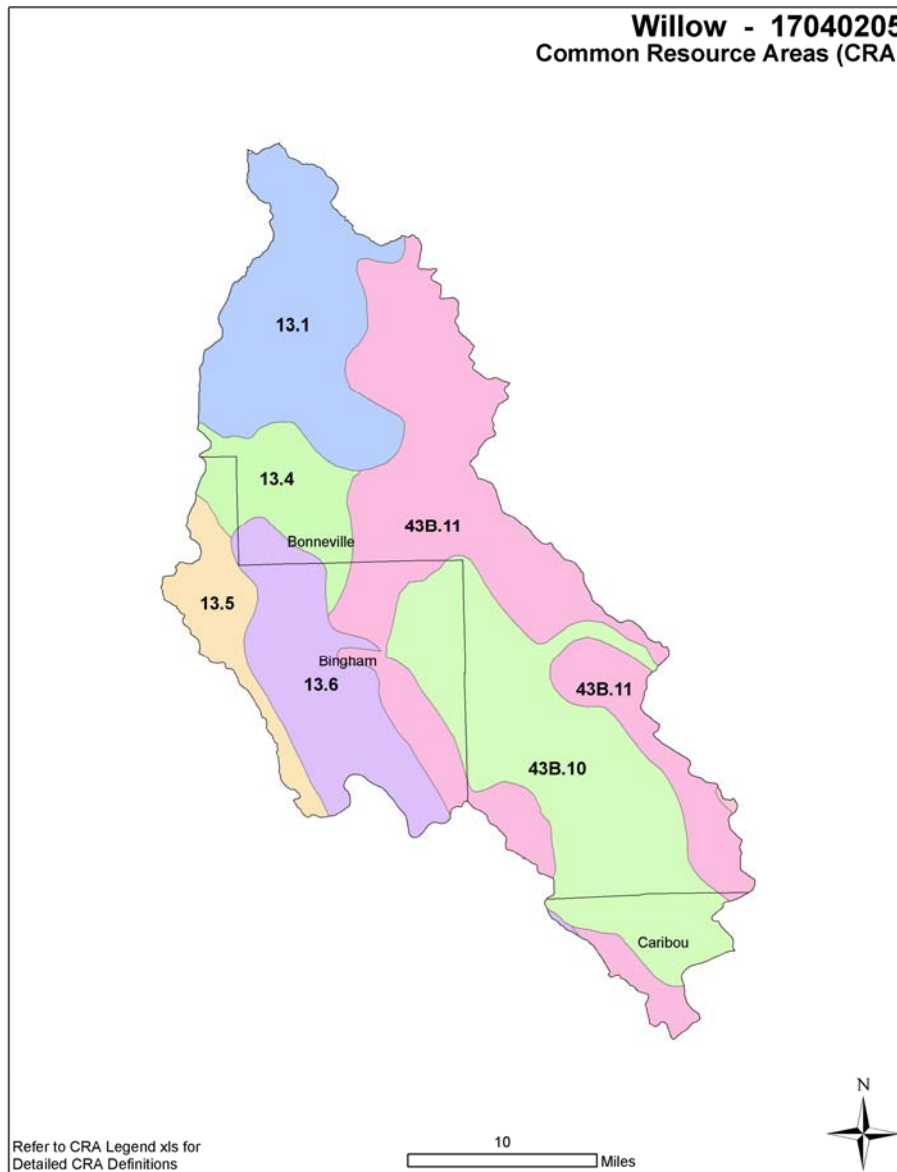 Willow - 17040205
Common Resource Areas (CRA
13.1
13.4
43B.11
Bonneville
13.5
Bingham
13.6
43B.11
43B.10
Caribou
N
Refer to CRA Legend xls for
Detailed CRA Definitions
10
Miles